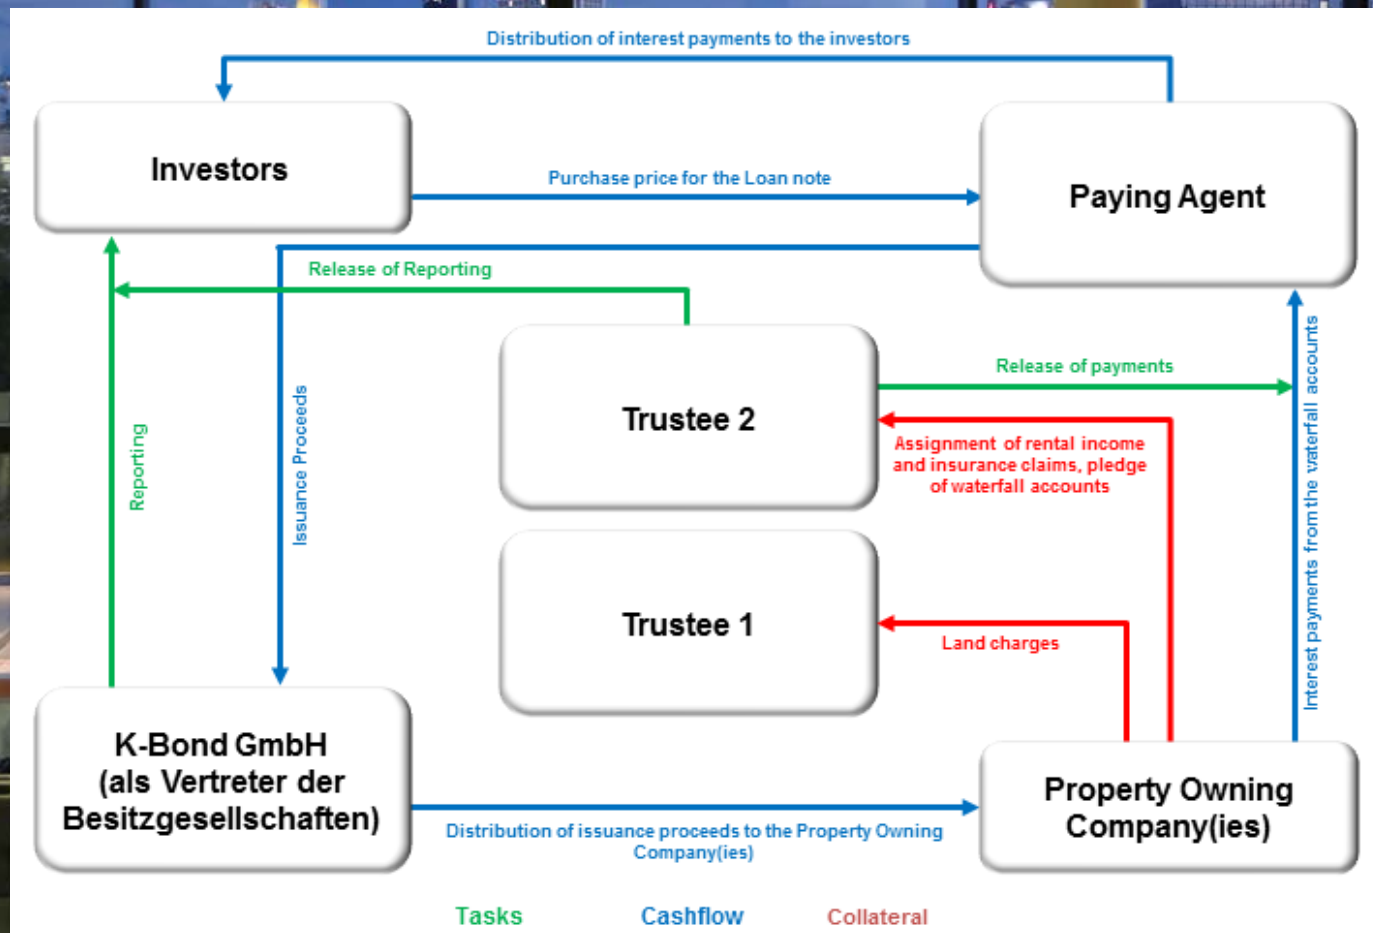 Distribution of interest payments to the investors
Investors
Purchase price for the Loan note
Paying Agent
Release of Reporting
Trustee 2
Release of payments
Assignment of rental income
and insurance claims, pledge
of waterfall accounts
Interest payments from the waterfall accounts
Reporting
Issuance Proceeds
Trustee 1
Land charges
K-Bond GmbH
(als Vertreter der
Besitzgesellschaften)
Distribution of issuance proceeds to the Property Owning
Company(ies)
Property Owning
Company(ies)
Tasks
Cashflow
Collateral